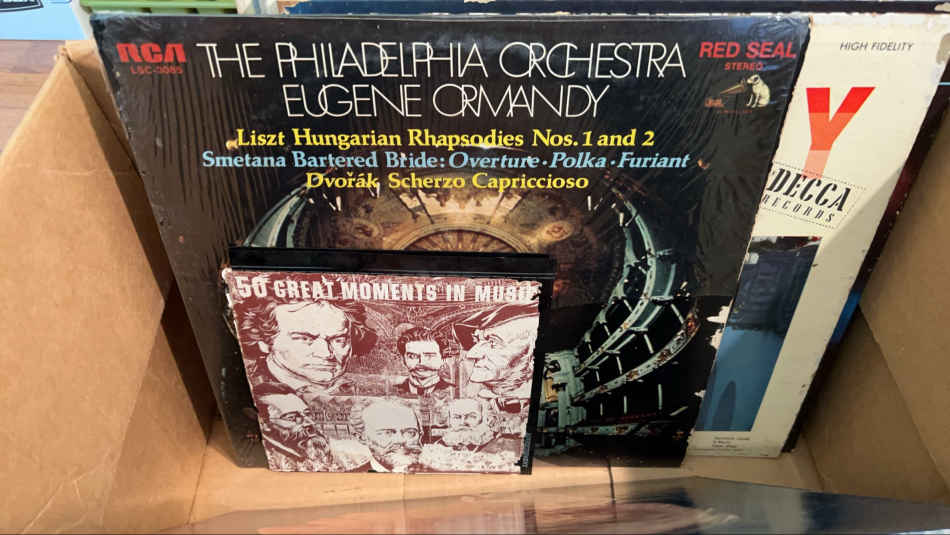 RCA
LSC-3085
THE PHILADELPHIA ORCHESTRA
EUGENE ORMANDY
RED SEAL
STEREO
Liszt Hungarian Rhapsodies Nos. 1 and 2
Smetana Bartered Bride: Overture · Polka · Furiant
Dvořák, Scherzo Capriccioso
HIGH FIDELITY
Y
DECCA
RECORDS
50 GREAT MOMENTS IN MUSIC